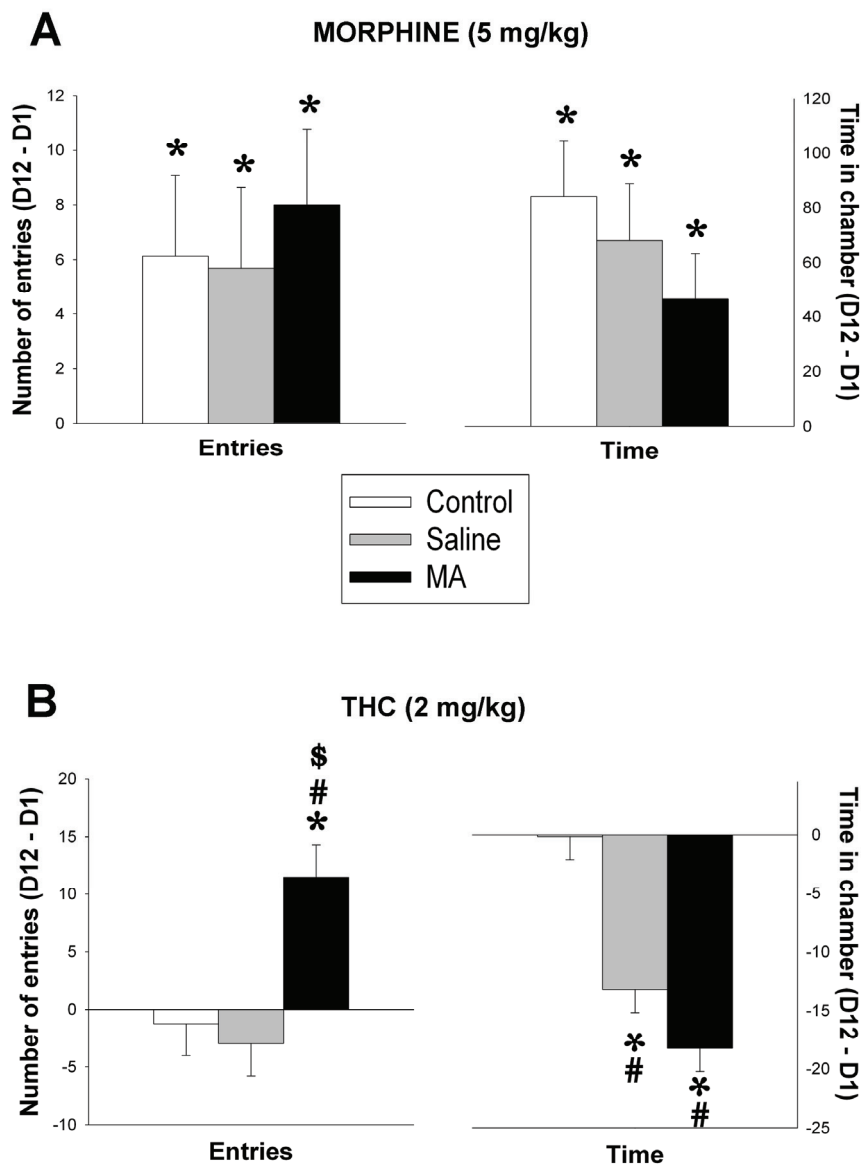 A
MORPHINE (5 mg/kg)
Number of entries (D12 - D1)
12
10
8
6
4
2
0
*
*
*
Entries
*
*
*
Time
120
100
80
60
40
20
0
Time in chamber (D12 - D1)
Control
Saline
MA
B
THC (2 mg/kg)
Number of entries (D12 - D1)
20
15
10
5
0
-5
-10
$
#
*
Entries
*
#
*
#
Time
0
-5
-10
-15
-20
-25
Time in chamber (D12 - D1)